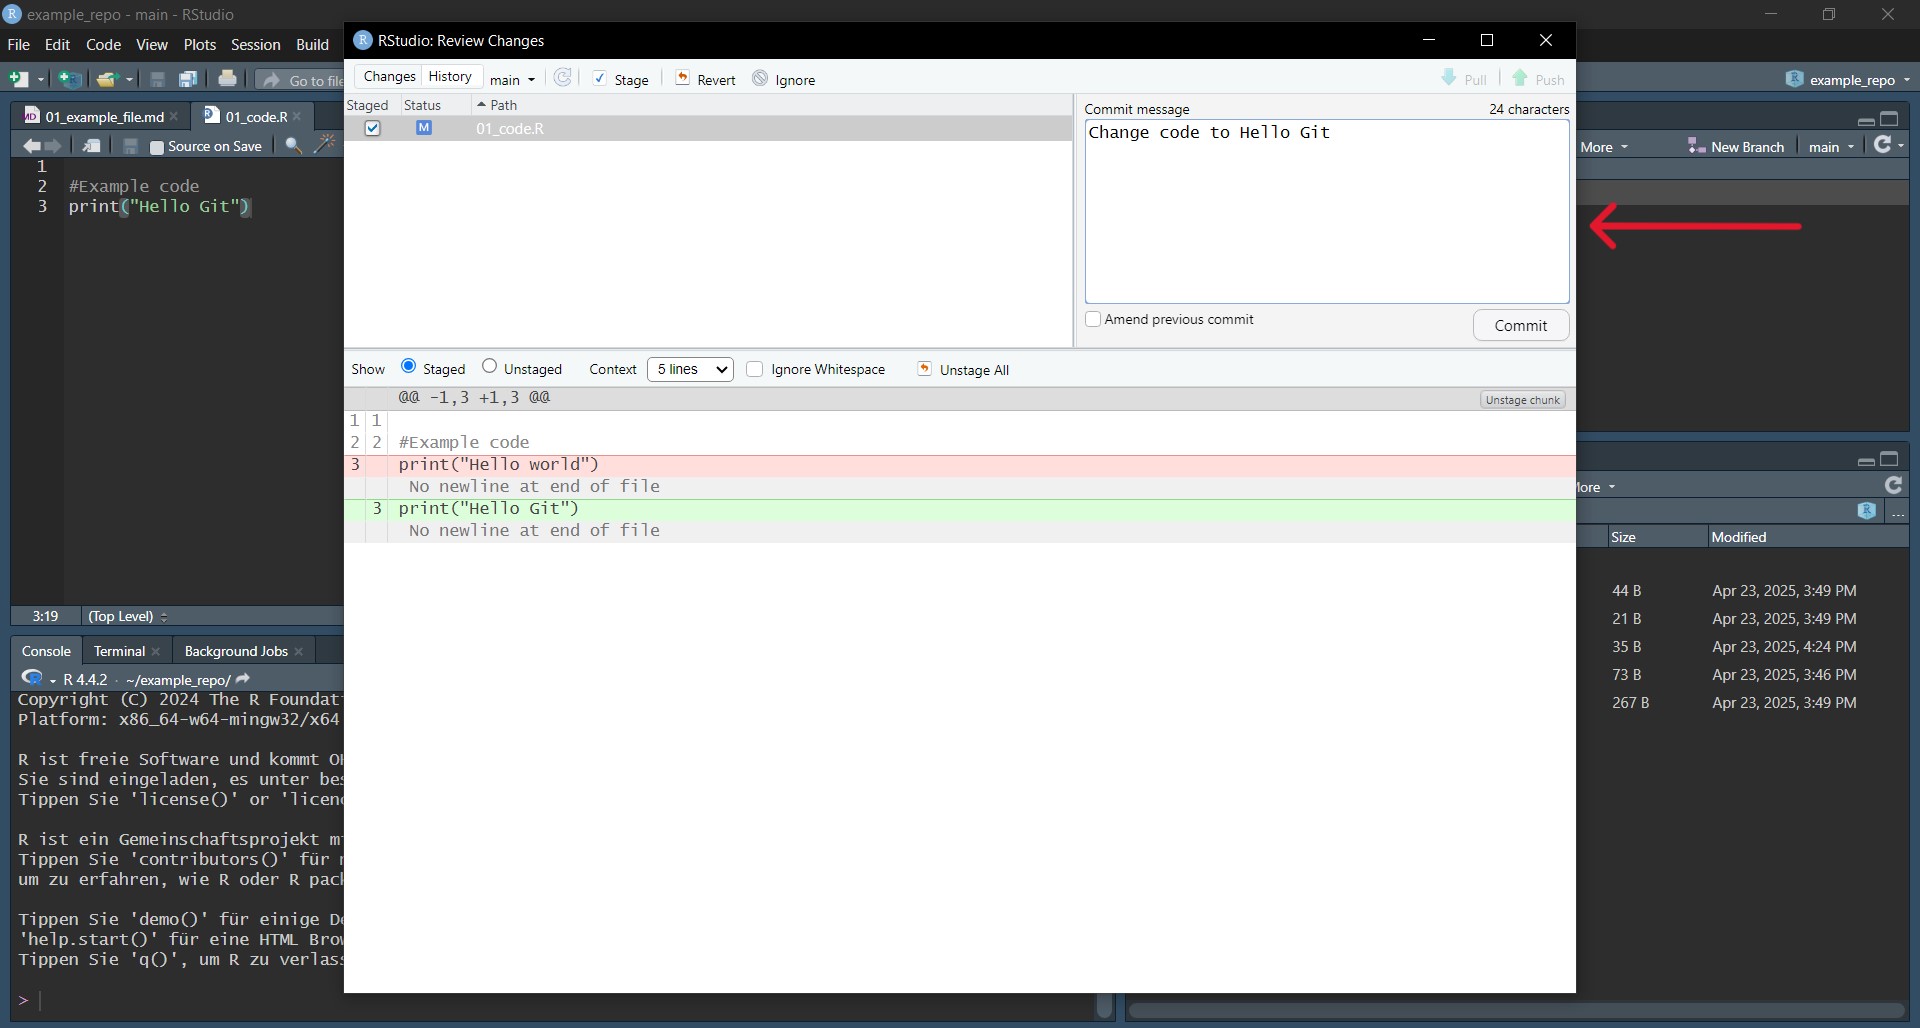 example_repo - main - RStudio
File Edit Code View Plots Session Build
Go to file
example_repo
01_example_file.md
01_code.R
Source on Save
1
2 #Example code
3 print("Hello Git")
3:19 (Top Level)
Console Terminal Background Jobs
R 4.4.2 · ~/example_repo/
Copyright (C) 2024 The R Foundat
Platform: x86_64-w64-mingw32/x64
R ist freie Software und kommt OH
Sie sind eingeladen, es unter bes
Tippen Sie 'license()' or 'licenc
R ist ein Gemeinschaftsprojekt mi
Tippen Sie 'contributors()' für
um zu erfahren, wie R oder R pack
Tippen Sie 'demo()' für einige De
'help.start()' für eine HTML Brow
Tippen Sie 'q()', um R zu verlass
>
RStudio: Review Changes
Changes History main Stage Revert Ignore Pull Push
Staged Status Path
M 01_code.R
Commit message 24 characters
Change code to Hello Git
Amend previous commit
Commit
Show Staged Unstaged Context 5 lines Ignore Whitespace Unstage All
@@ -1,3 +1,3 @@ Unstage chunk
1 1
2 2 #Example code
3 print("Hello world")
No newline at end of file
3 print("Hello Git")
No newline at end of file
More New Branch main
More
...
Size Modified
44 B Apr 23, 2025, 3:49 PM
21 B Apr 23, 2025, 3:49 PM
35 B Apr 23, 2025, 4:24 PM
73 B Apr 23, 2025, 3:46 PM
267 B Apr 23, 2025, 3:49 PM